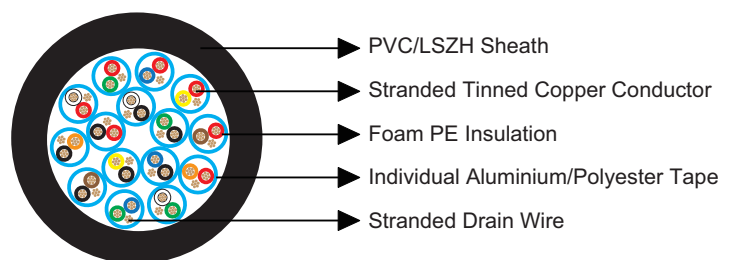 PVC/LSZH Sheath
Stranded Tinned Copper Conductor
Foam PE Insulation
Individual Aluminium/Polyester Tape
Stranded Drain Wire